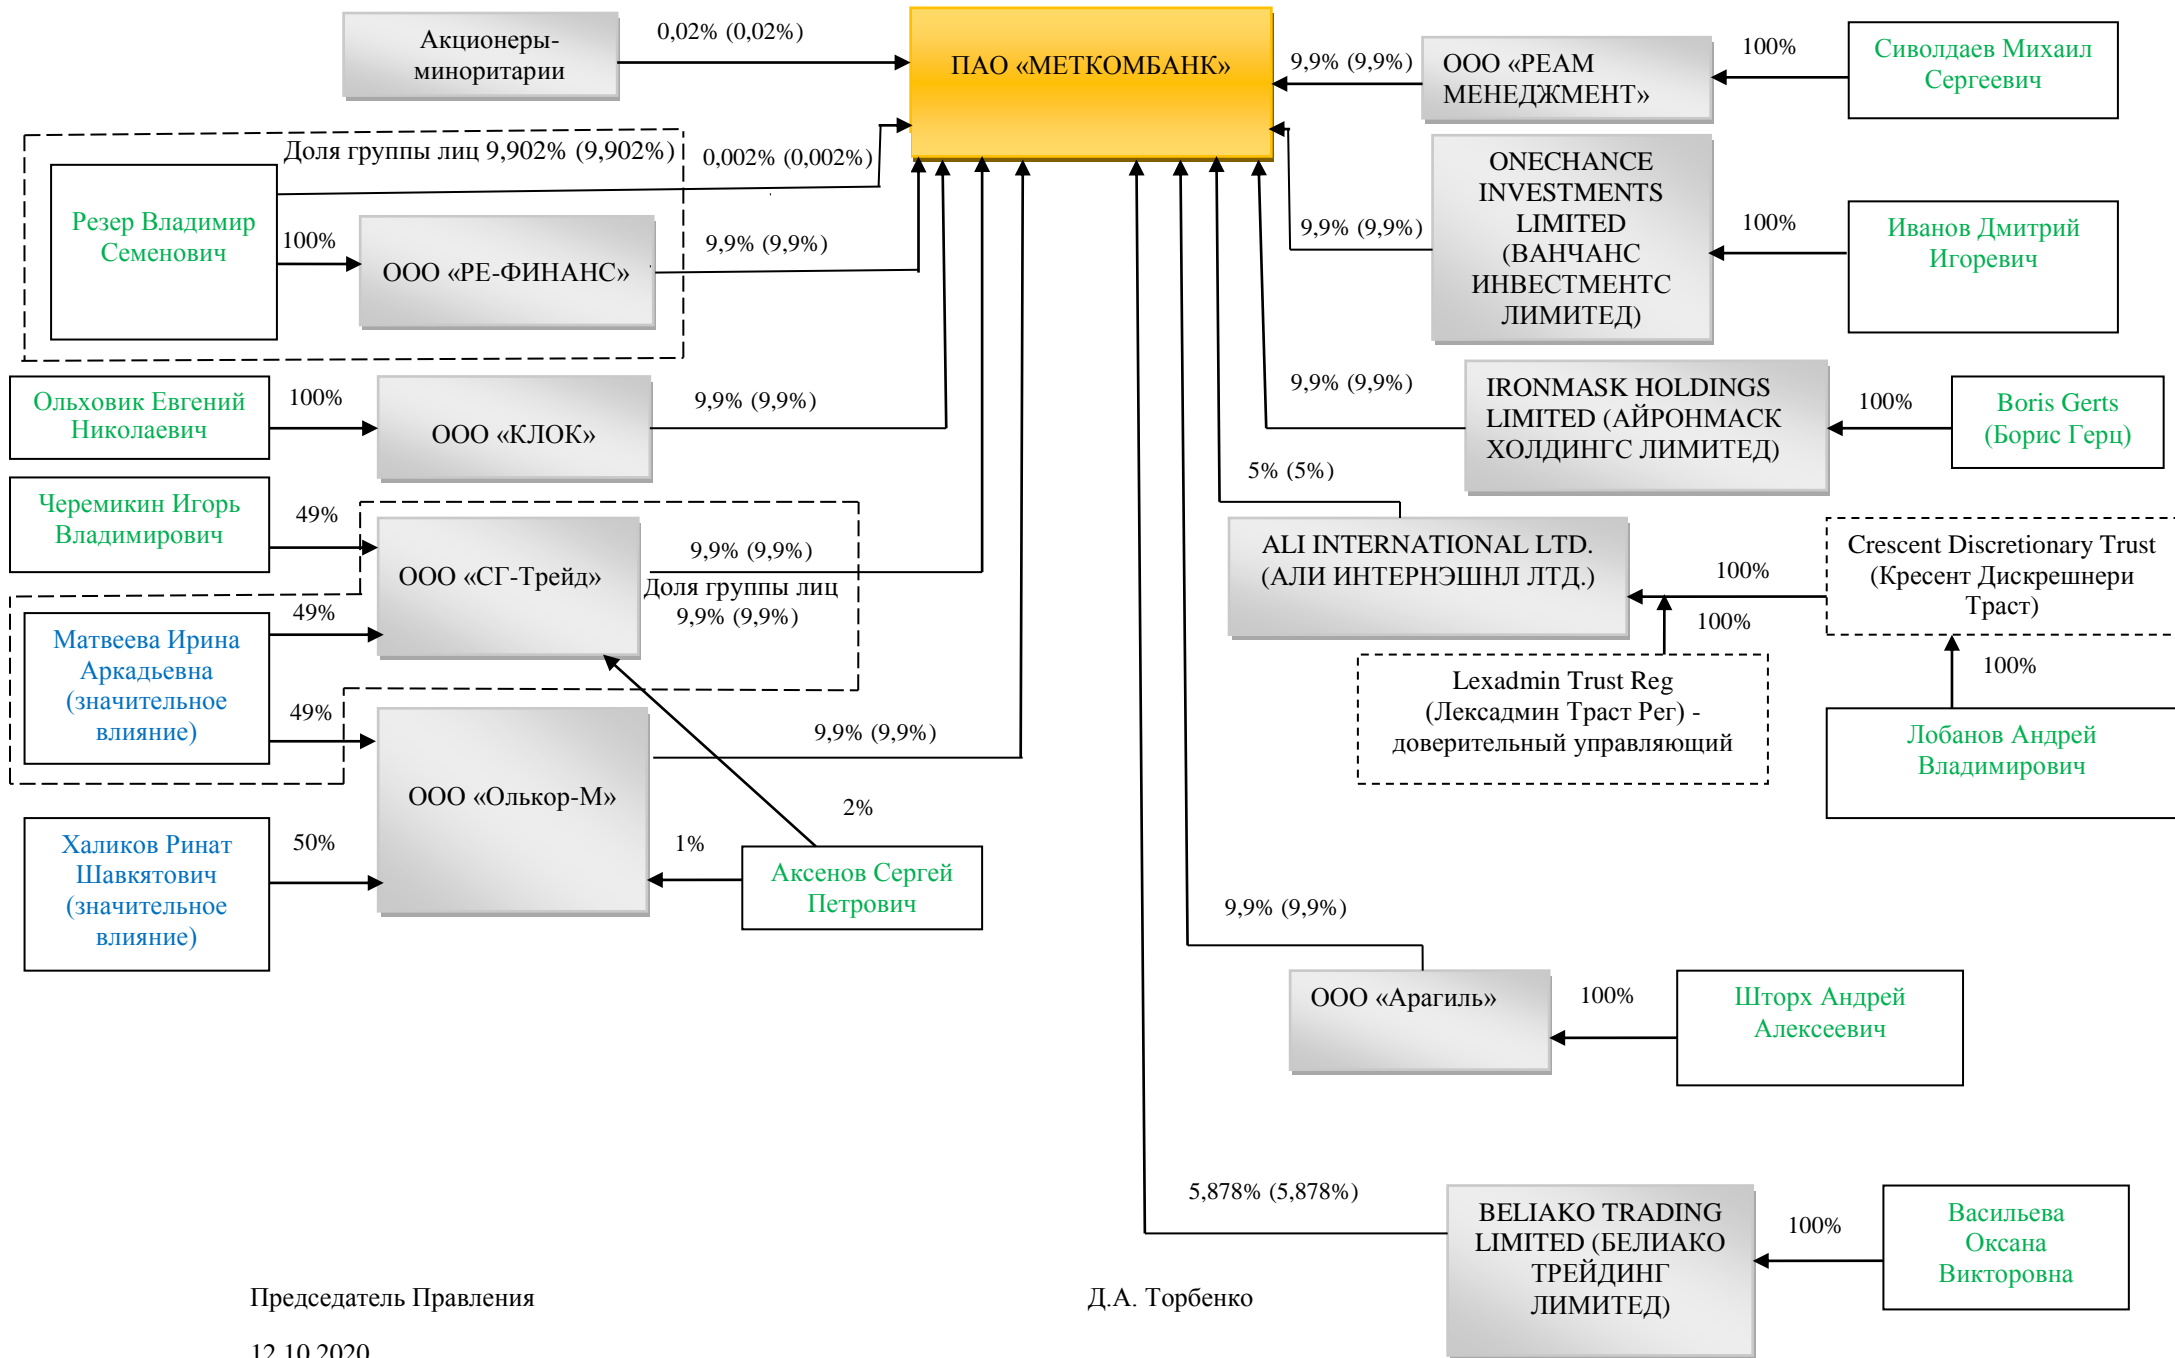 Акционеры-
миноритарии
0,02% (0,02%)
ПАО «МЕТКОМБАНК»
9,9% (9,9%)
ООО «РЕАМ
МЕНЕДЖМЕНТ»
100%
Сиволдаев Михаил
Сергеевич
Доля группы лиц 9,902% (9,902%)
0,002% (0,002%)
Резер Владимир
Семенович
100%
ООО «РЕ-ФИНАНС»
9,9% (9,9%)
9,9% (9,9%)
ONECHANCE
INVESTMENTS
LIMITED
(ВАНЧАНС
ИНВЕСТМЕНТС
ЛИМИТЕД)
100%
Иванов Дмитрий
Игоревич
Ольховик Евгений
Николаевич
100%
ООО «КЛОК»
9,9% (9,9%)
9,9% (9,9%)
IRONMASK HOLDINGS
LIMITED (АЙРОНМАСК
ХОЛДИНГС ЛИМИТЕД)
100%
Boris Gerts
(Борис Герц)
Черемикин Игорь
Владимирович
49%
ООО «СГ-Трейд»
9,9% (9,9%)
Доля группы лиц
9,9% (9,9%)
5% (5%)
ALI INTERNATIONAL LTD.
(АЛИ ИНТЕРНЭШНЛ ЛТД.)
100%
Crescent Discretionary Trust
(Кресент Дискрешнери
Траст)
Матвеева Ирина
Аркадьевна
(значительное
влияние)
49%
49%
100%
Lexadmin Trust Reg
(Лексадмин Траст Рег) -
доверительный управляющий
100%
Лобанов Андрей
Владимирович
ООО «Олькор-М»
9,9% (9,9%)
Халиков Ринат
Шавкятович
(значительное
влияние)
50%
2%
1%
Аксенов Сергей
Петрович
9,9% (9,9%)
ООО «Арагиль»
100%
Шторх Андрей
Алексеевич
5,878% (5,878%)
BELIAKO TRADING
LIMITED (БЕЛИАКО
ТРЕЙДИНГ
ЛИМИТЕД)
100%
Васильева
Оксана
Викторовна
Председатель Правления
Д.А. Торбенко
12.10.2020